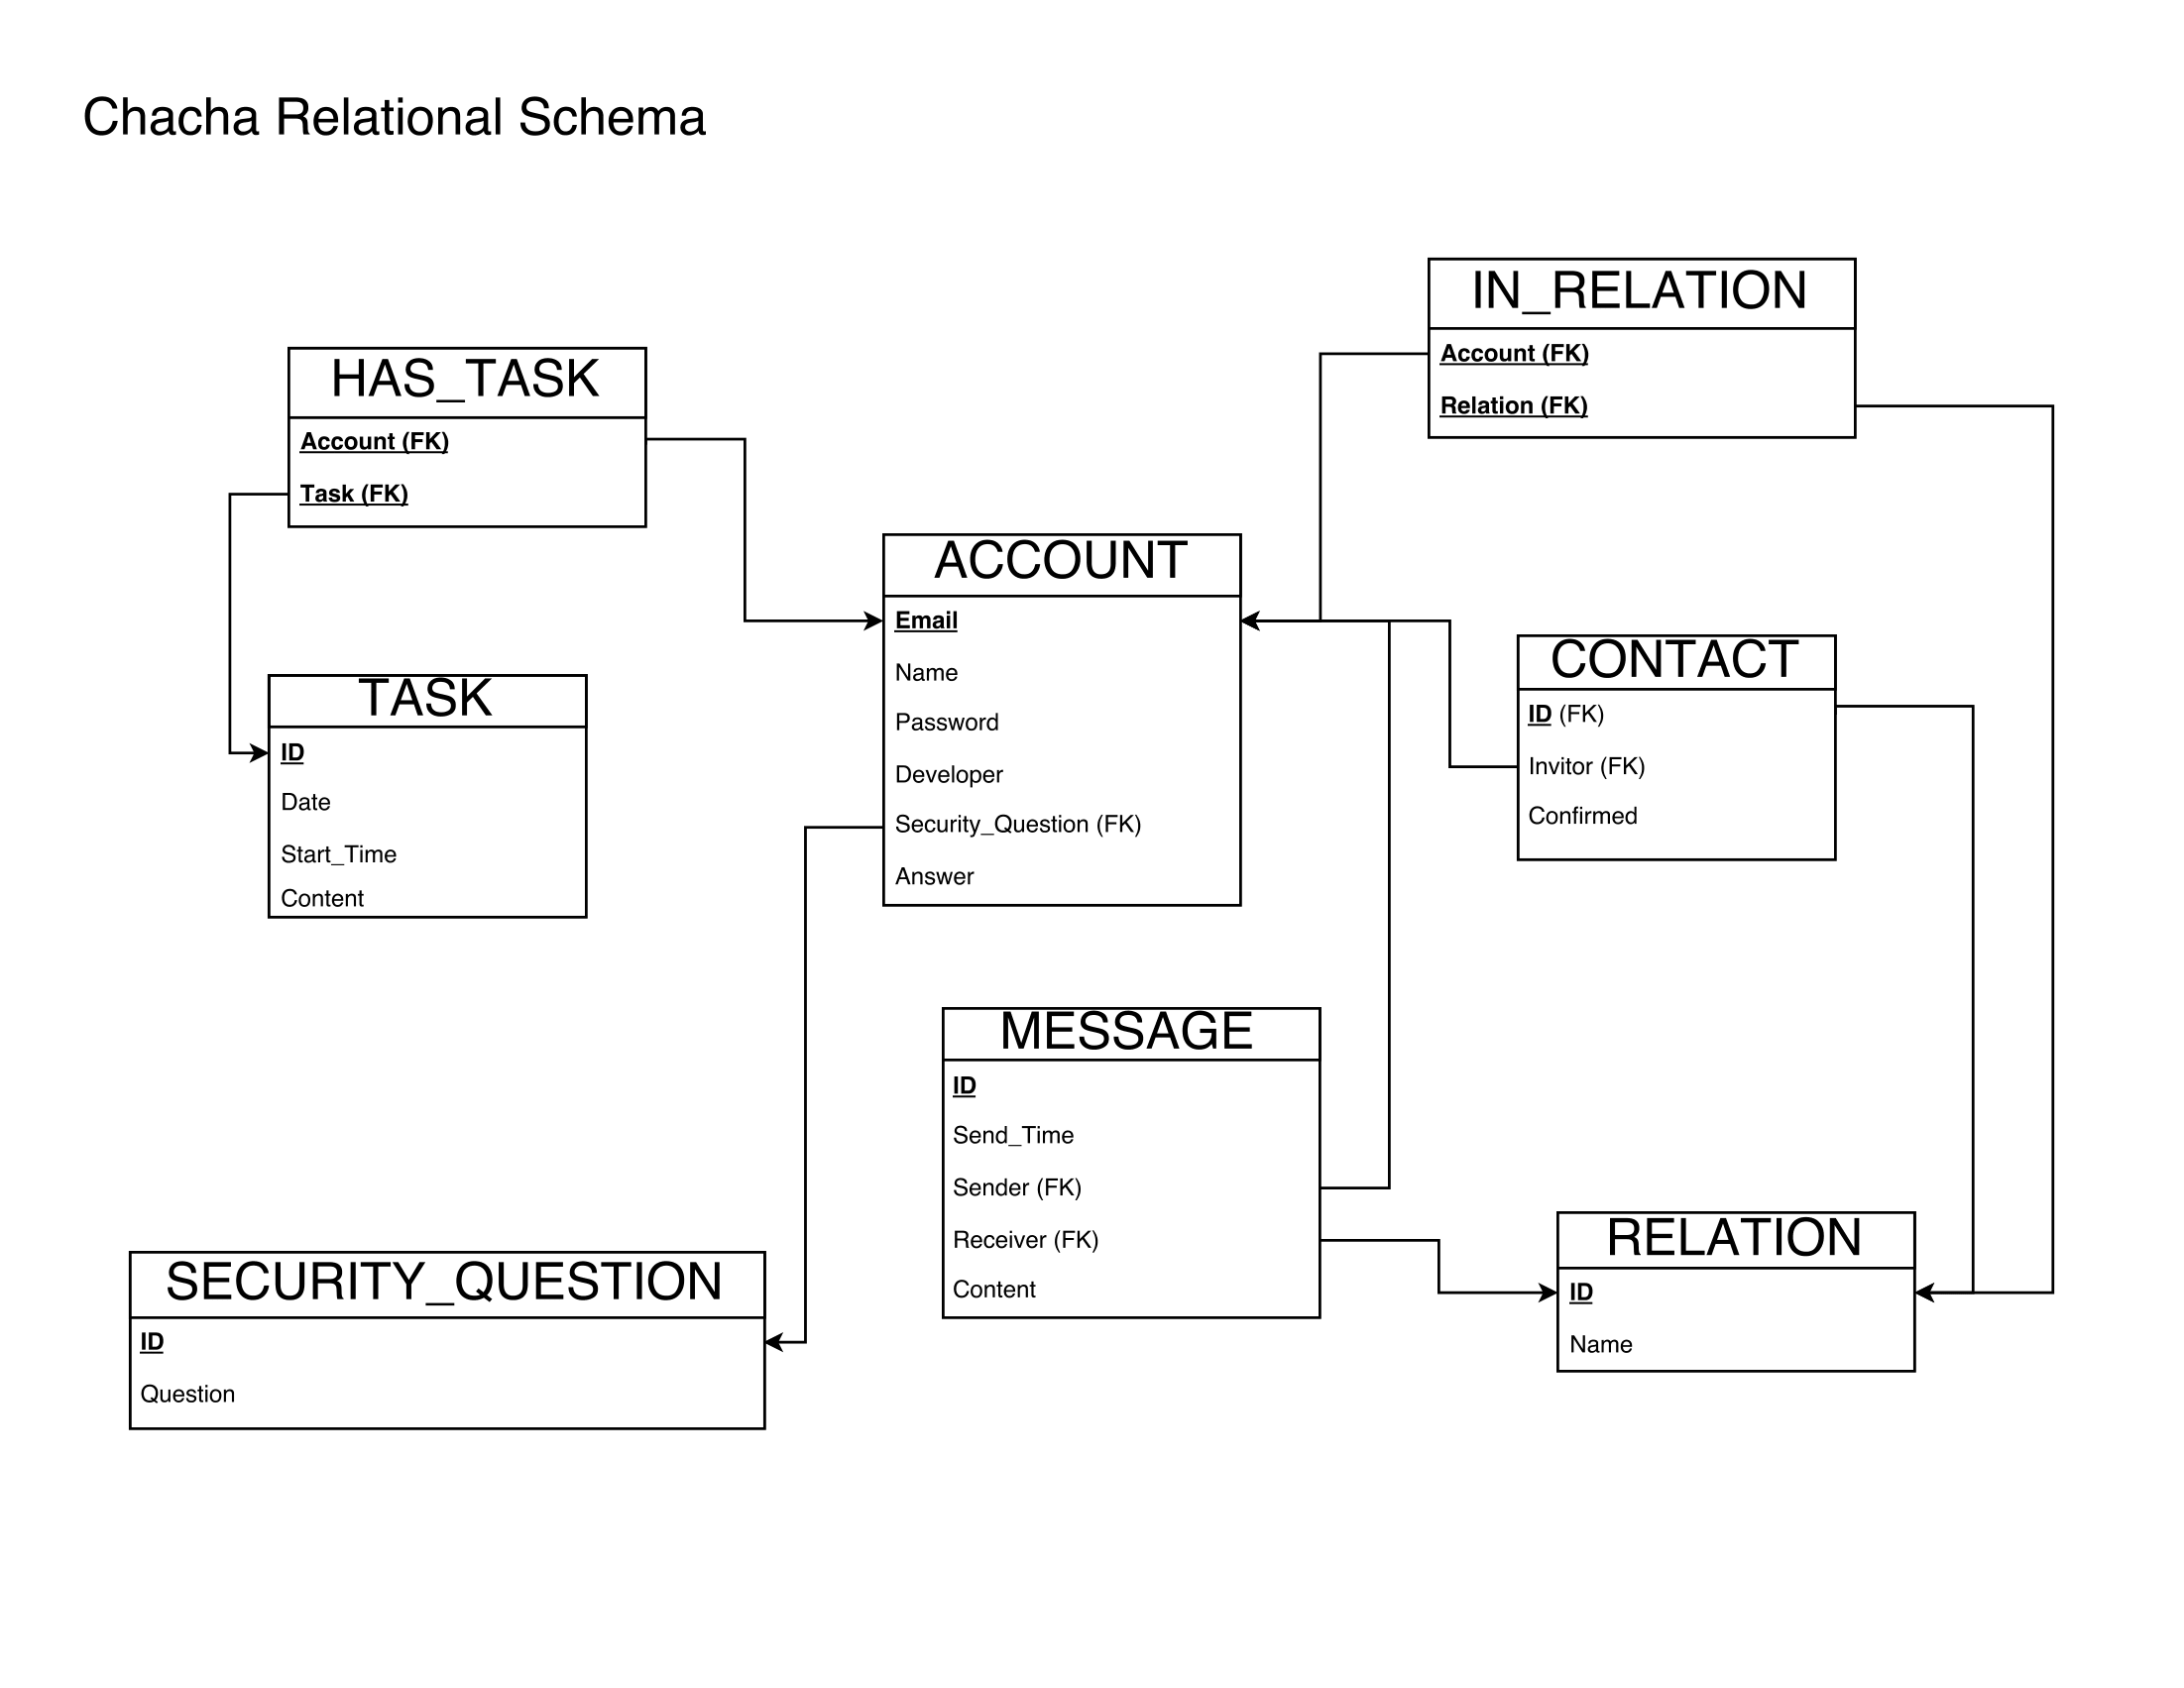 Chacha Relational Schema
IN_RELATION
Account (FK)
Relation (FK)
HAS_TASK
Account (FK)
Task (FK)
ACCOUNT
Email
Name
Password
Developer
Security_Question (FK)
Answer
CONTACT
ID (FK)
Invitor (FK)
Confirmed
TASK
ID
Date
Start_Time
Content
MESSAGE
ID
Send_Time
Sender (FK)
Receiver (FK)
Content
RELATION
ID
Name
SECURITY_QUESTION
ID
Question